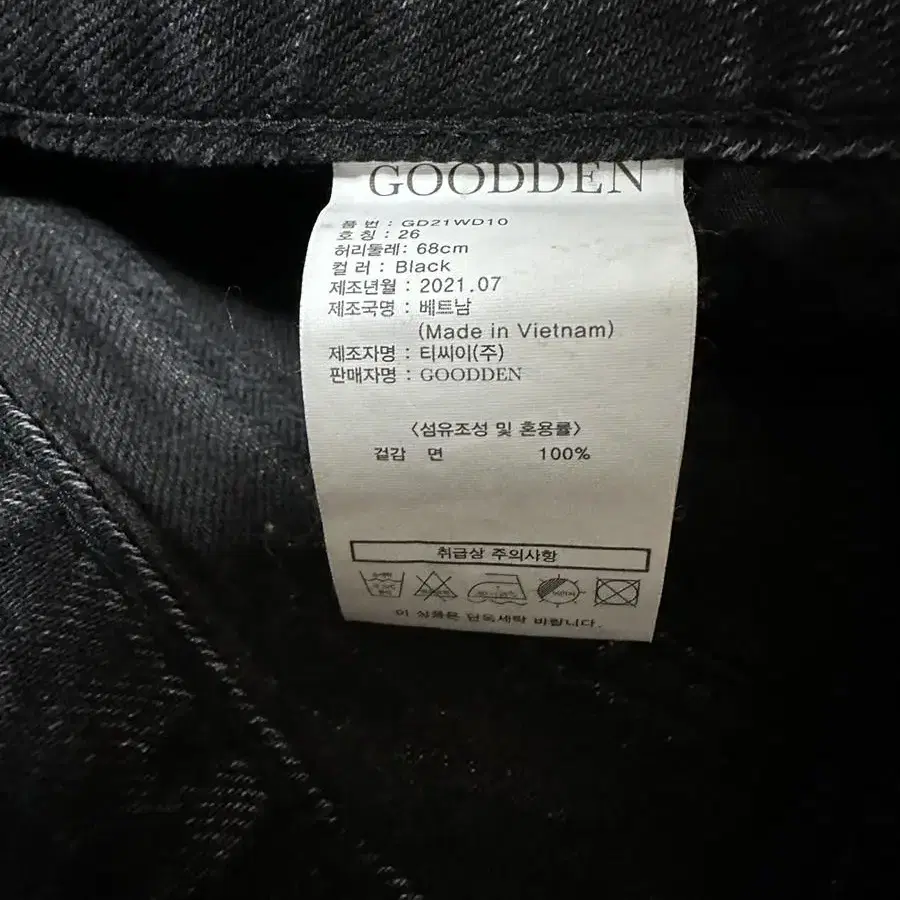 GOODDEN
품 번 : GD21WD10
호 칭 : 26
허리둘레: 68cm
컬 러 : Black
제조년월 : 2021.07
제조국명 : 베트남
(Made in Vietnam)
제조자명 : 티씨이(주)
판매자명 : GOODDEN
<섬유조성 및 혼용률>
겉감 면 100%
취급상 주의사항
이 상품은 단독세탁 바랍니다.